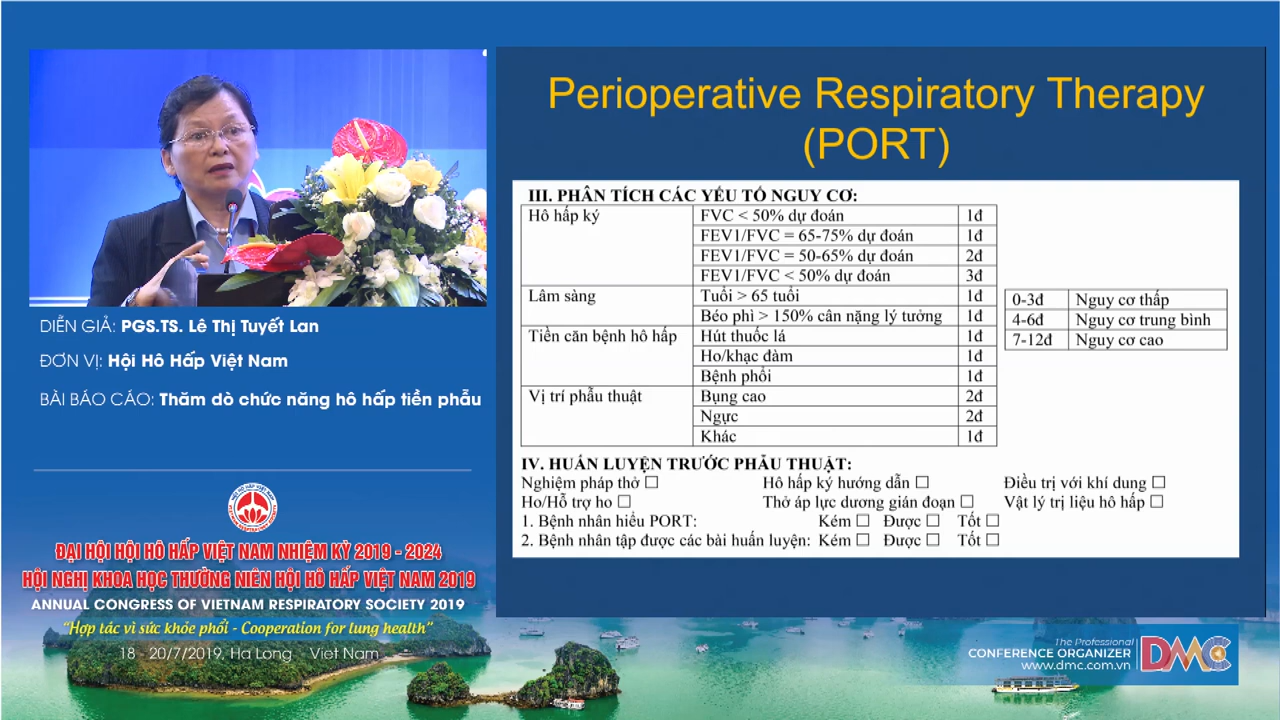 DIỄN GIẢ: PGS.TS. Lê Thị Tuyết Lan
ĐƠN VỊ: Hội Hô Hấp Việt Nam
BÀI BÁO CÁO: Thăm dò chức năng hô hấp tiền phẫu
ĐẠI HỘI HỘI HÔ HẤP VIỆT NAM NHIỆM KỲ 2019 - 2024
HỘI NGHỊ KHOA HỌC THƯỜNG NIÊN HỘI HÔ HẤP VIỆT NAM 2019
ANNUAL CONGRESS OF VIETNAM RESPIRATORY SOCIETY 2019
“Hợp tác vì sức khỏe phổi - Cooperation for lung health”
18 - 20/7/2019, Ha Long Viet Nam
Perioperative Respiratory Therapy
(PORT)
III. PHÂN TÍCH CÁC YẾU TỐ NGUY CƠ:
Hô hấp ký FVC < 50% dự đoán 1đ
FEV1/FVC = 65-75% dự đoán 1đ
FEV1/FVC = 50-65% dự đoán 2đ
FEV1/FVC < 50% dự đoán 3đ
Lâm sàng Tuổi > 65 tuổi 1đ
Béo phì > 150% cân nặng lý tưởng 1đ
Tiền căn bệnh hô hấp Hút thuốc lá 1đ
Ho/khạc đàm 1đ
Bệnh phổi 1đ
Vị trí phẫu thuật Bụng cao 2đ
Ngực 2đ
Khác 1đ
0-3đ Nguy cơ thấp
4-6đ Nguy cơ trung bình
7-12đ Nguy cơ cao
IV. HUẤN LUYỆN TRƯỚC PHẪU THUẬT:
Nghiệm pháp thở ☐ Hô hấp ký hướng dẫn ☐ Điều trị với khí dung ☐
Ho/Hỗ trợ ho ☐ Thở áp lực dương gián đoạn ☐ Vật lý trị liệu hô hấp ☐
1. Bệnh nhân hiểu PORT: Kém ☐ Được ☐ Tốt ☐
2. Bệnh nhân tập được các bài huấn luyện: Kém ☐ Được ☐ Tốt ☐
The Professional
CONFERENCE ORGANIZER
www.dmc.com.vn
DMC